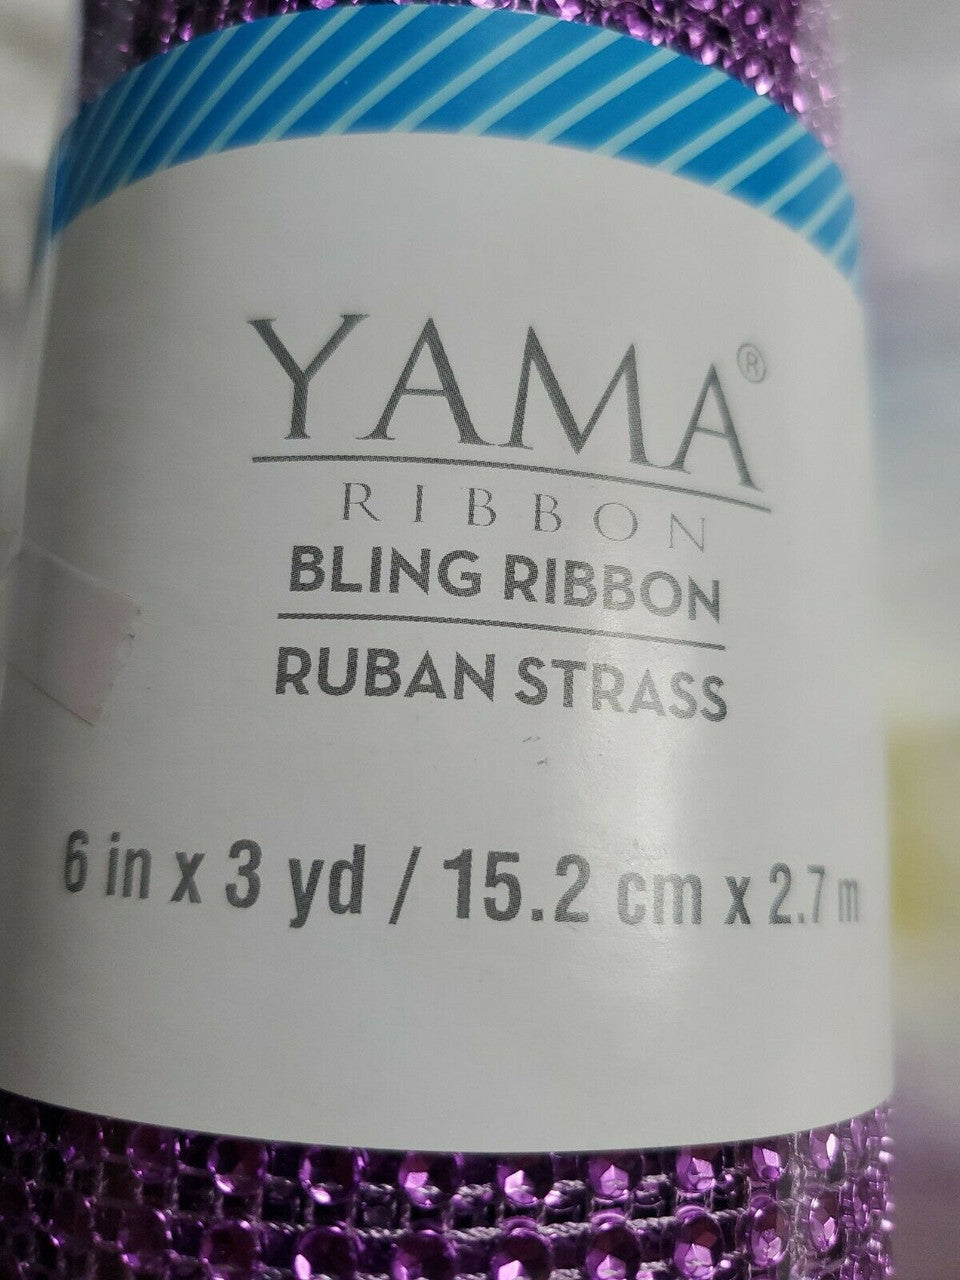 YAMA®
RIBBON
BLING RIBBON
RUBAN STRASS
6 in x 3 yd / 15.2 cm x 2.7 m